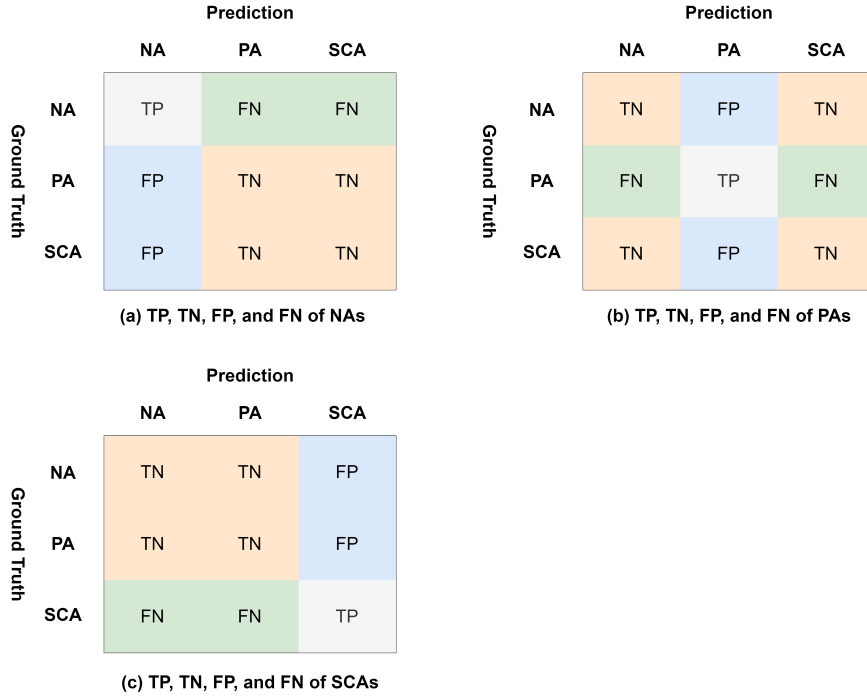 Prediction
NA PA SCA
Ground Truth
NA TP FN FN
PA FP TN TN
SCA FP TN TN
(a) TP, TN, FP, and FN of NAs
Prediction
NA PA SCA
Ground Truth
NA TN FP TN
PA FN TP FN
SCA TN FP TN
(b) TP, TN, FP, and FN of PAs
Prediction
NA PA SCA
Ground Truth
NA TN TN FP
PA TN TN FP
SCA FN FN TP
(c) TP, TN, FP, and FN of SCAs